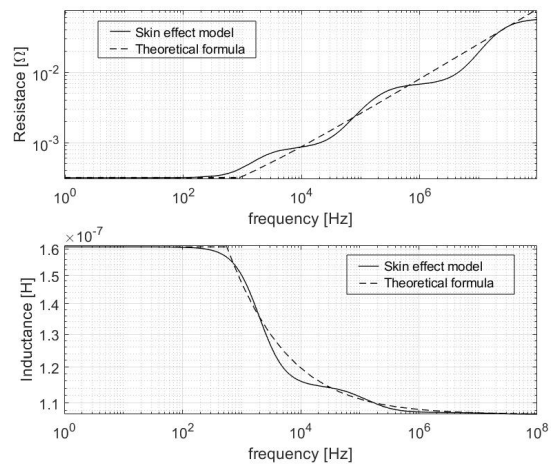 Skin effect model
Theoretical formula
Resistace [Ω]
10^-2
10^-3
10^0 10^2 10^4 10^6
frequency [Hz]
×10^-7
1.6
1.5
1.4
1.3
1.2
1.1
Skin effect model
Theoretical formula
Inductance [H]
10^0 10^2 10^4 10^6 10^8
frequency [Hz]